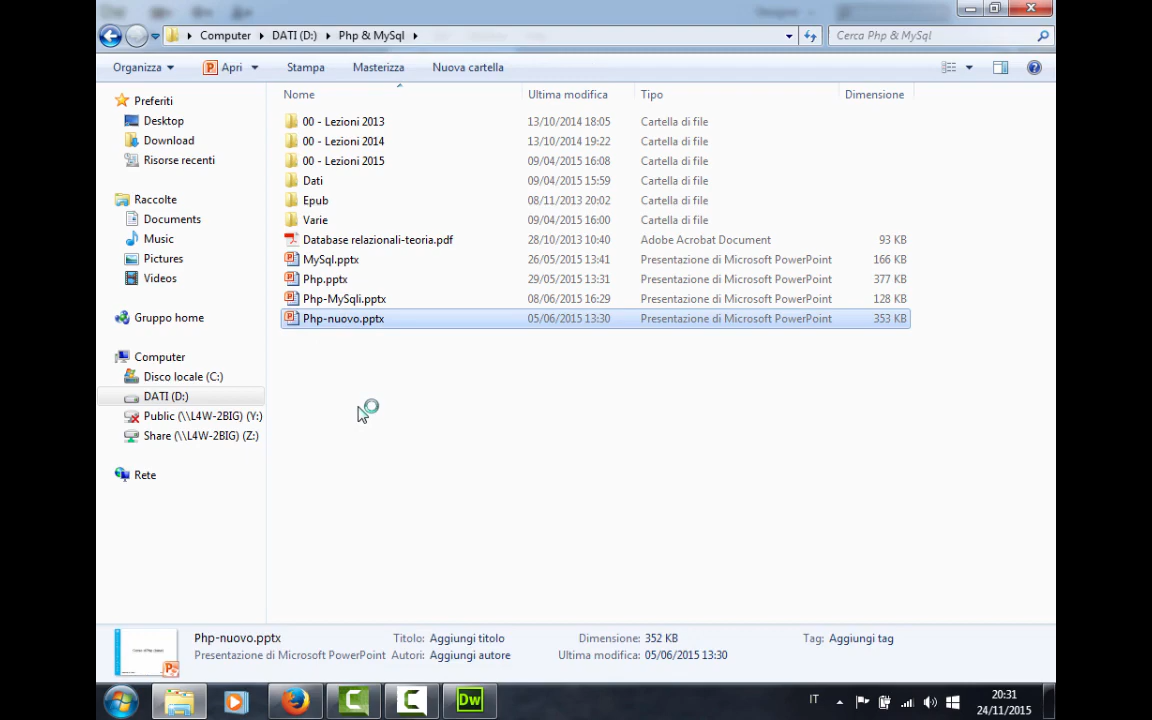 Computer DATI (D:) Php & MySql Cerca Php & MySql
Organizza Apri Stampa Masterizza Nuova cartella
Nome Ultima modifica Tipo Dimensione
Preferiti
Desktop
Download
Risorse recenti
Raccolte
Documents
Music
Pictures
Videos
Gruppo home
Computer
Disco locale (C:)
DATI (D:)
Public (\\L4W-2BIG) (Y:)
Share (\\L4W-2BIG) (Z:)
Rete
00 - Lezioni 2013 13/10/2014 18:05 Cartella di file
00 - Lezioni 2014 13/10/2014 19:22 Cartella di file
00 - Lezioni 2015 09/04/2015 16:08 Cartella di file
Dati 09/04/2015 15:59 Cartella di file
Epub 08/11/2013 20:02 Cartella di file
Varie 09/04/2015 16:00 Cartella di file
Database relazionali-teoria.pdf 28/10/2013 10:40 Adobe Acrobat Document 93 KB
MySql.pptx 26/05/2015 13:41 Presentazione di Microsoft PowerPoint 166 KB
Php.pptx 29/05/2015 13:31 Presentazione di Microsoft PowerPoint 377 KB
Php-MySqli.pptx 08/06/2015 16:29 Presentazione di Microsoft PowerPoint 128 KB
Php-nuovo.pptx 05/06/2015 13:30 Presentazione di Microsoft PowerPoint 353 KB
Php-nuovo.pptx Titolo: Aggiungi titolo Dimensione: 352 KB Tag: Aggiungi tag
Presentazione di Microsoft PowerPoint Autori: Aggiungi autore Ultima modifica: 05/06/2015 13:30
Dw IT 20:31
24/11/2015